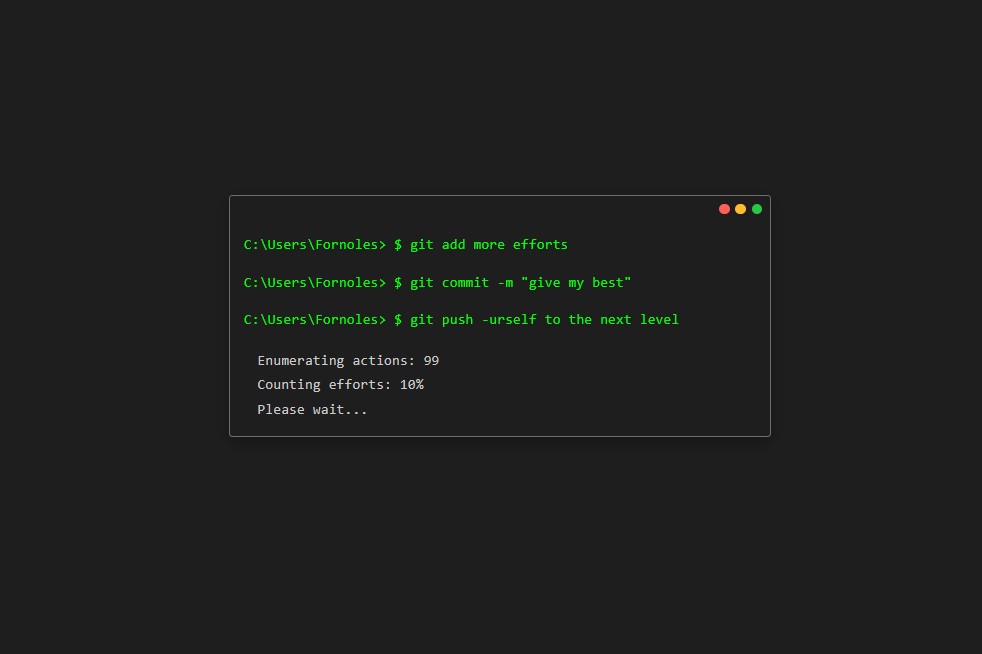 C:\Users\Fornoles> $ git add more efforts
C:\Users\Fornoles> $ git commit -m "give my best"
C:\Users\Fornoles> $ git push -urself to the next level
Enumerating actions: 99
Counting efforts: 10%
Please wait...